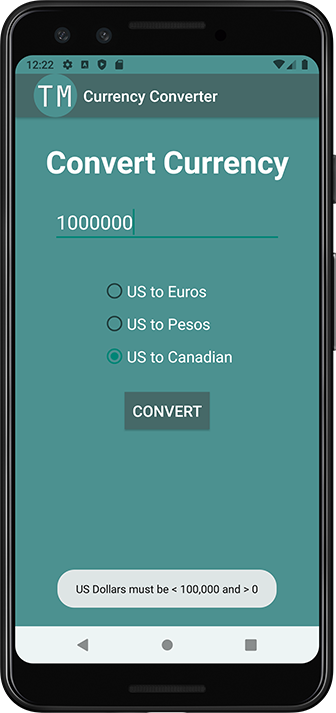 12:22
TM Currency Converter
Convert Currency
1000000
US to Euros
US to Pesos
US to Canadian
CONVERT
US Dollars must be < 100,000 and > 0